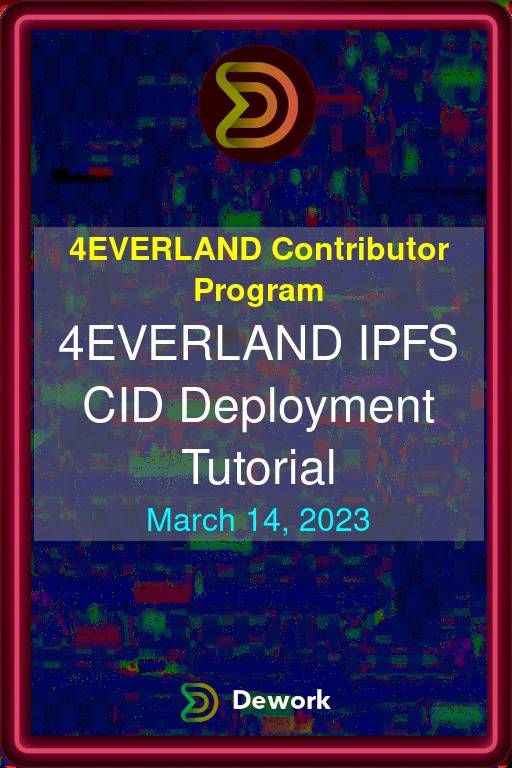 4EVERLAND Contributor
Program
4EVERLAND IPFS
CID Deployment
Tutorial
March 14, 2023
Dework